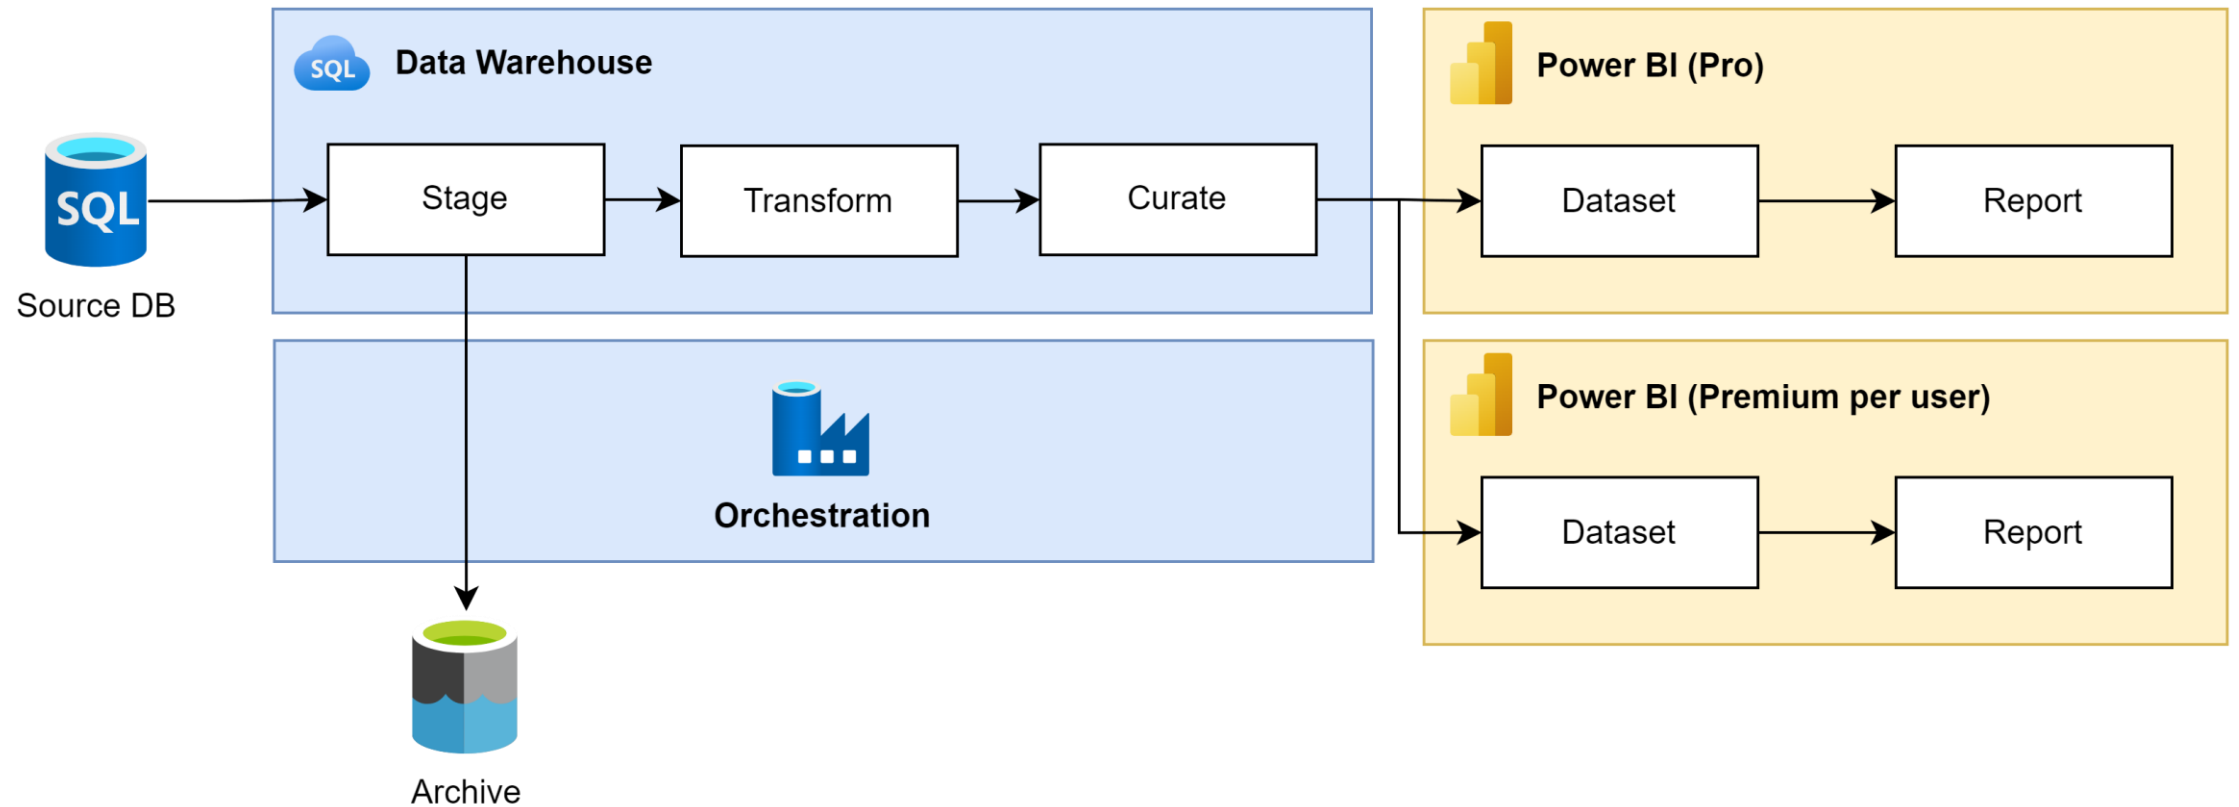 SQL
Data Warehouse
Power BI (Pro)
SQL
Stage
Transform
Curate
Dataset
Report
Source DB
Power BI (Premium per user)
Orchestration
Dataset
Report
Archive